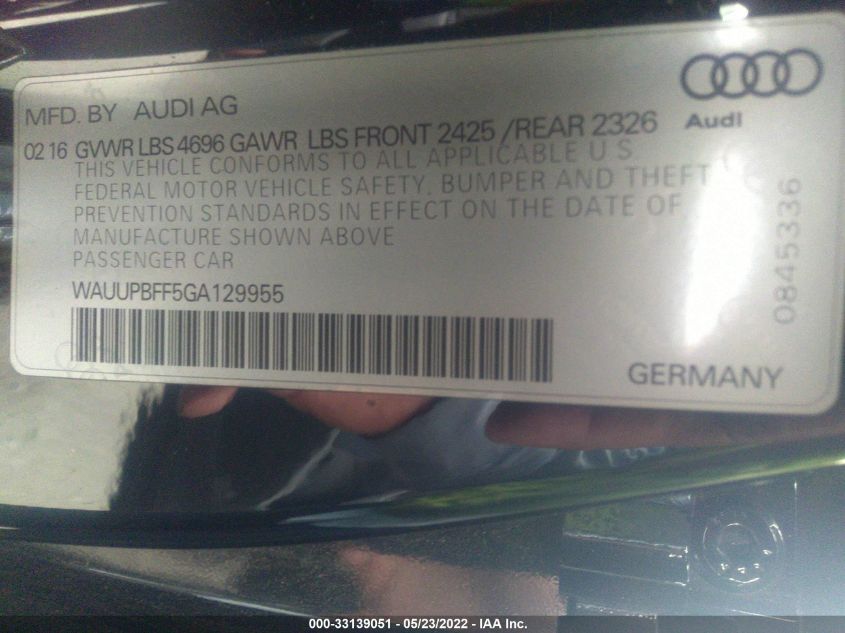 MFD. BY AUDI AG
Audi
02 16 GVWR LBS 4696 GAWR LBS FRONT 2425 / REAR 2326
THIS VEHICLE CONFORMS TO ALL APPLICABLE U S
FEDERAL MOTOR VEHICLE SAFETY, BUMPER AND THEFT
PREVENTION STANDARDS IN EFFECT ON THE DATE OF
MANUFACTURE SHOWN ABOVE
PASSENGER CAR
WAUUPBFF5GA129955
0845336
GERMANY
000-33139051 - 05/23/2022 - IAA Inc.